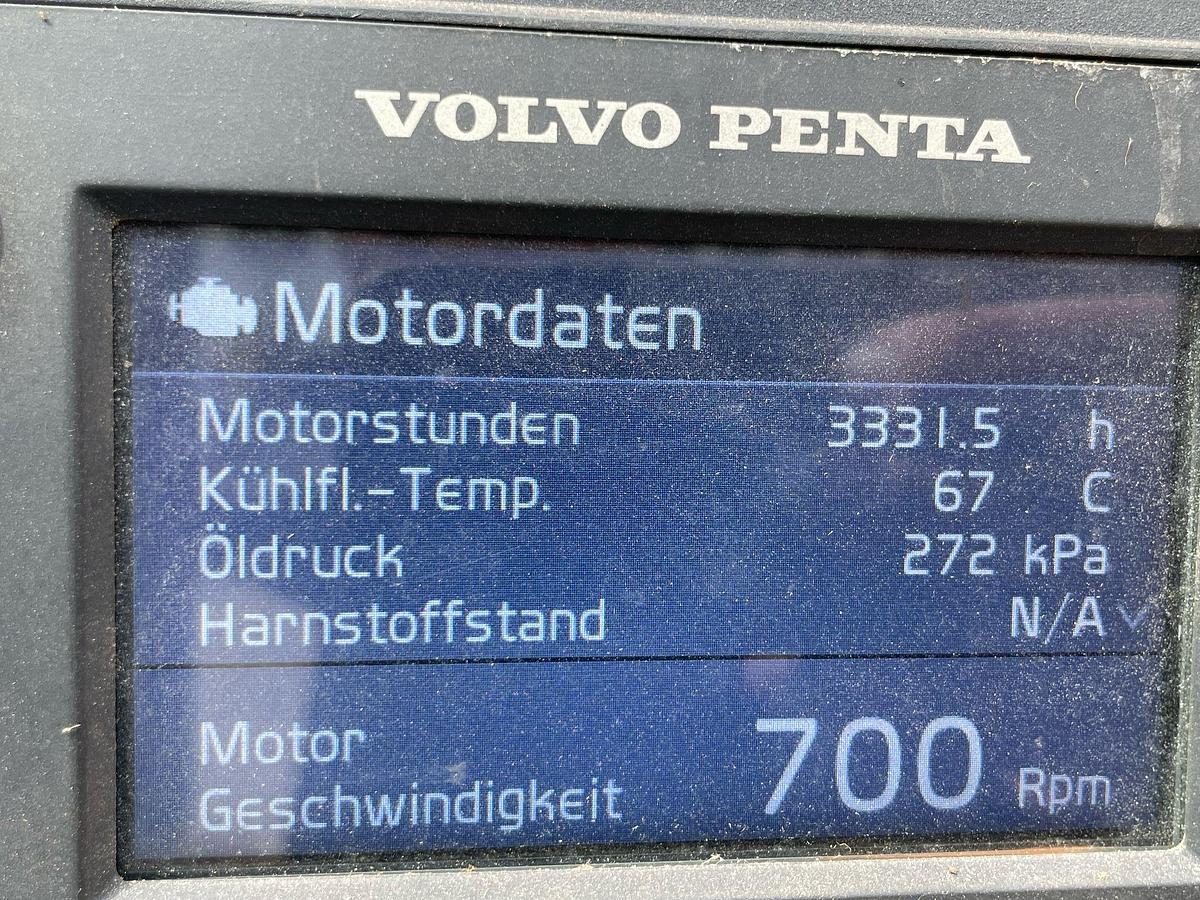 VOLVO PENTA
Motordaten
Motorstunden 3331.5 h
Kühlfl.-Temp. 67 C
Öldruck 272 kPa
Harnstoffstand N/A
Motor
Geschwindigkeit 700 Rpm